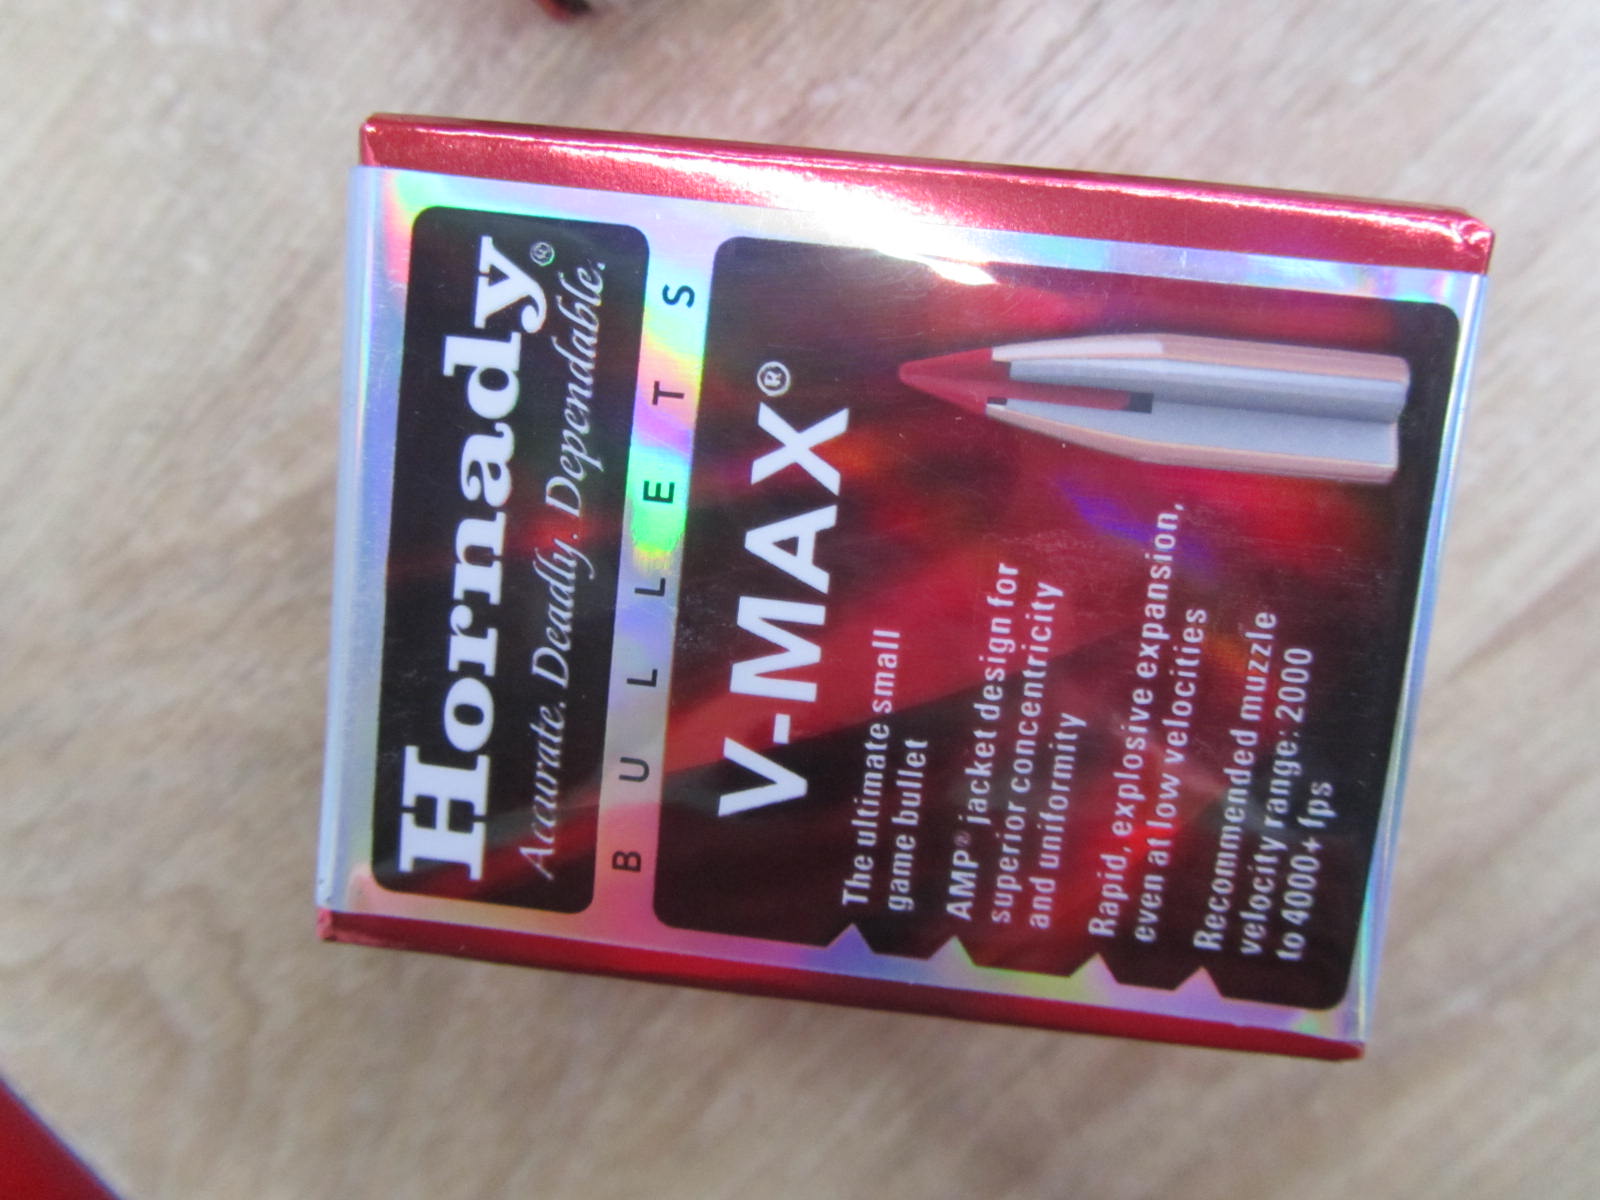 Hornady®
Accurate. Deadly. Dependable.
BULLETS
V-MAX®
The ultimate small
game bullet
AMP® jacket design for
superior concentricity
and uniformity
Rapid, explosive expansion,
even at low velocities
Recommended muzzle
velocity range: 2000
to 4000+ fps